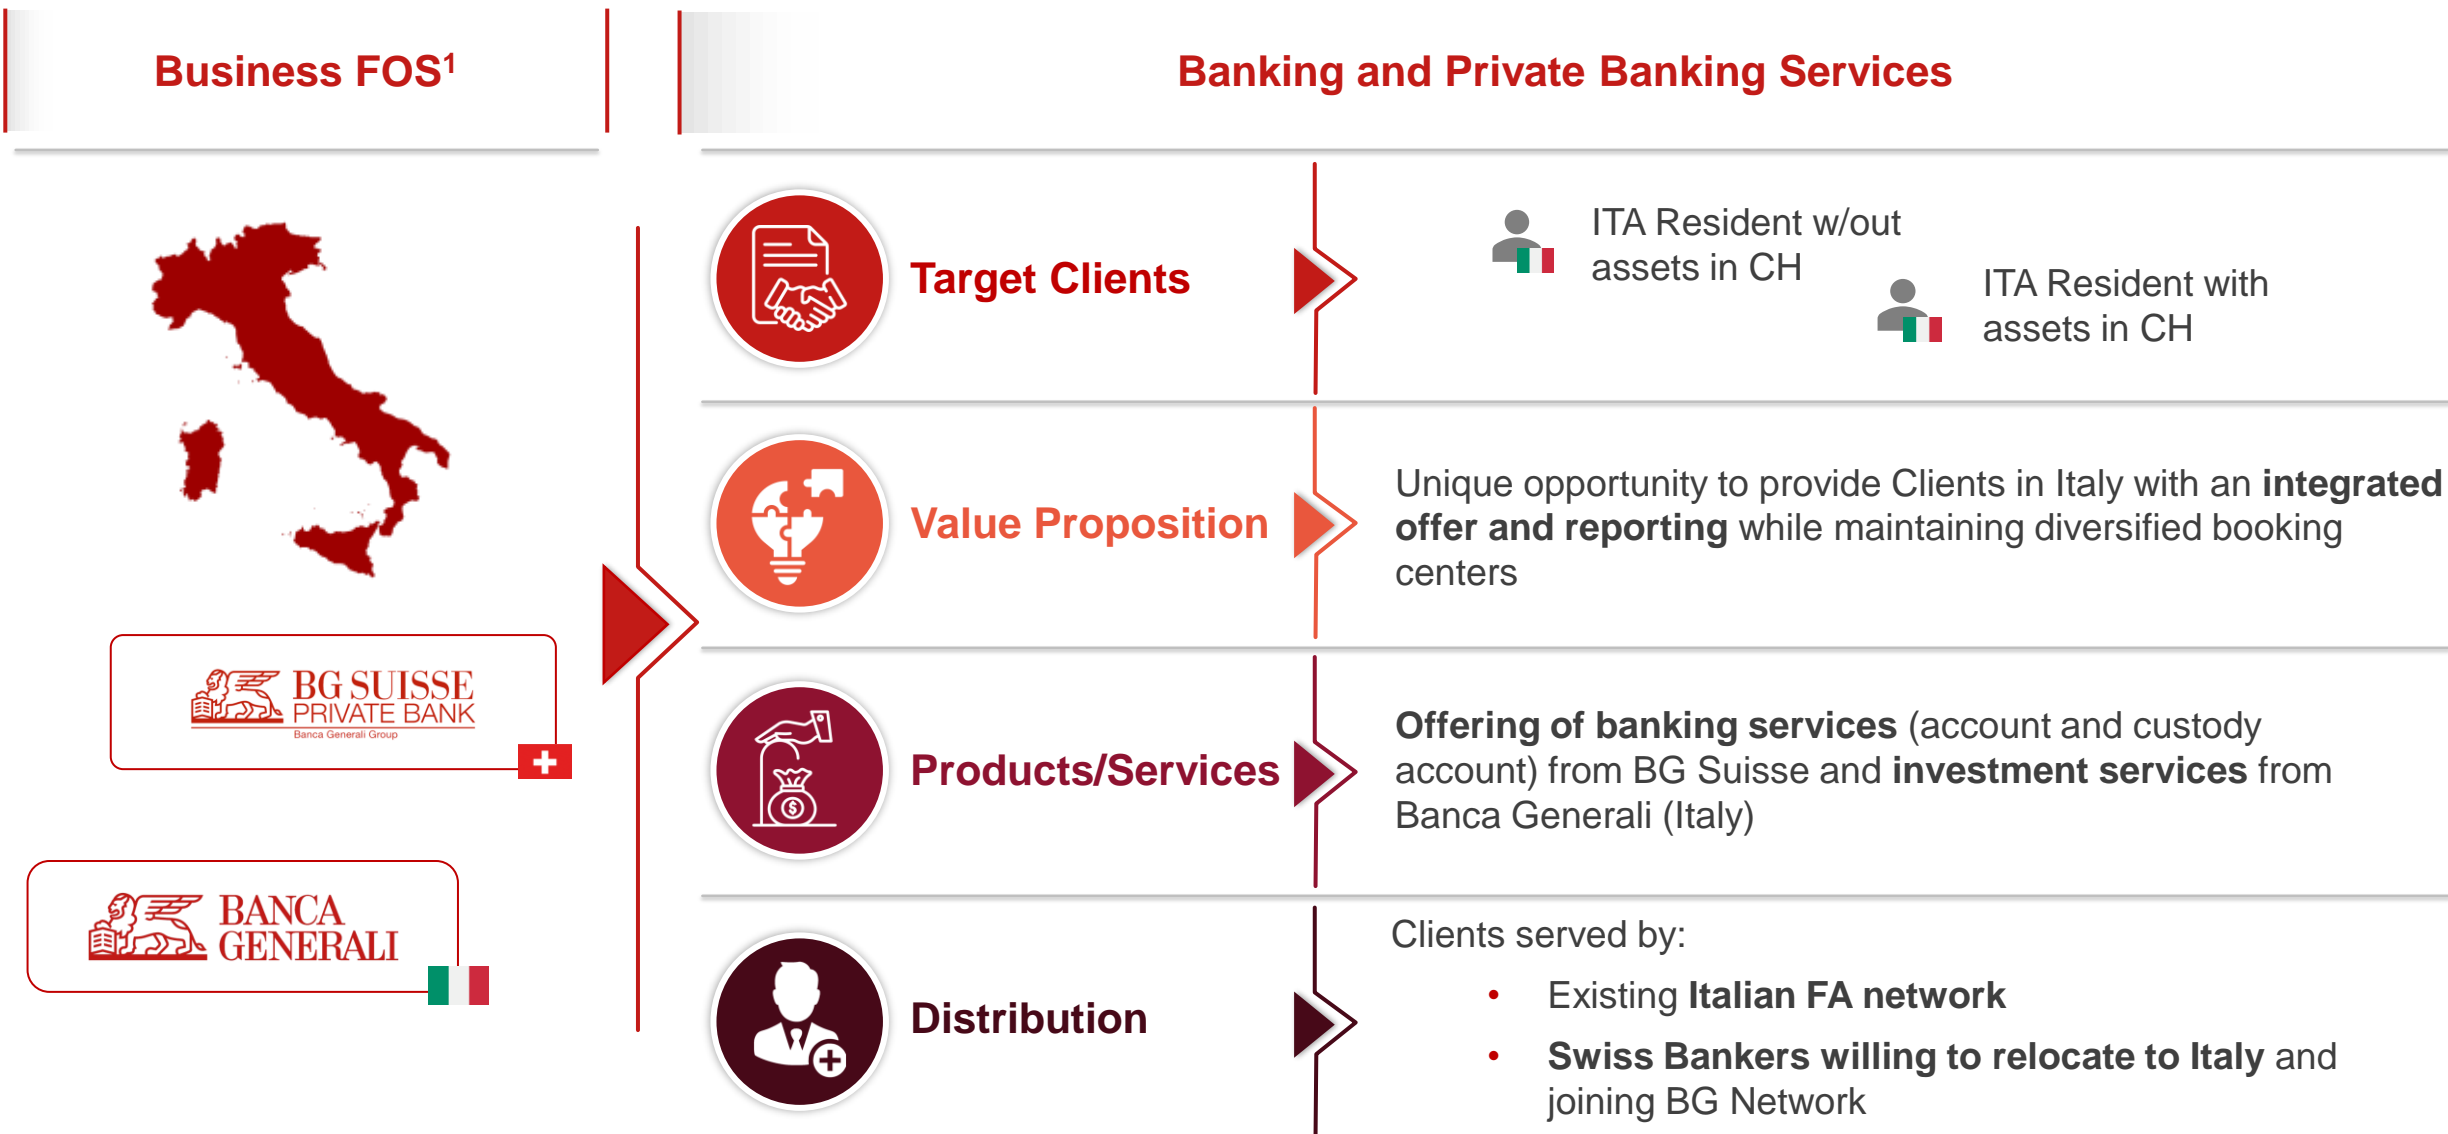 Business FOS¹
Banking and Private Banking Services
BG SUISSE
PRIVATE BANK
Banca Generali Group
BANCA
GENERALI
Target Clients
ITA Resident w/out
assets in CH
ITA Resident with
assets in CH
Value Proposition
Unique opportunity to provide Clients in Italy with an integrated
offer and reporting while maintaining diversified booking
centers
Products/Services
Offering of banking services (account and custody
account) from BG Suisse and investment services from
Banca Generali (Italy)
Distribution
Clients served by:
• Existing Italian FA network
• Swiss Bankers willing to relocate to Italy and
joining BG Network